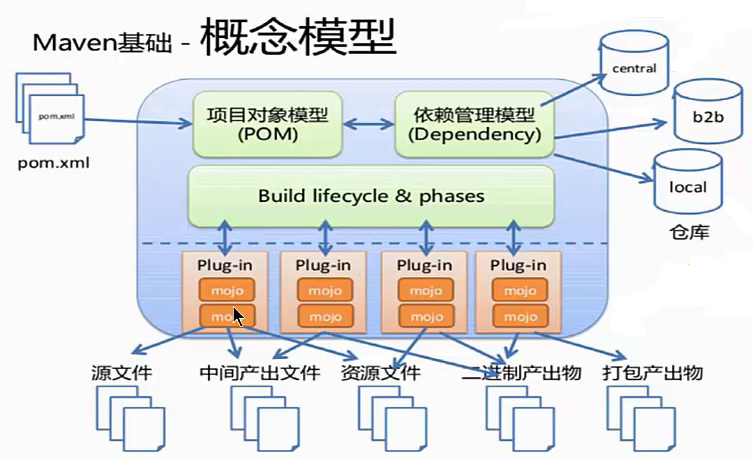 Maven基础 - 概念模型
central
pom.xml
pom.xml
项目对象模型
(POM)
依赖管理模型
(Dependency)
b2b
local
仓库
Build lifecycle & phases
Plug-in
mojo
mojo
Plug-in
mojo
mojo
Plug-in
mojo
mojo
Plug-in
mojo
mojo
源文件
中间产出文件
资源文件
二进制产出物
打包产出物